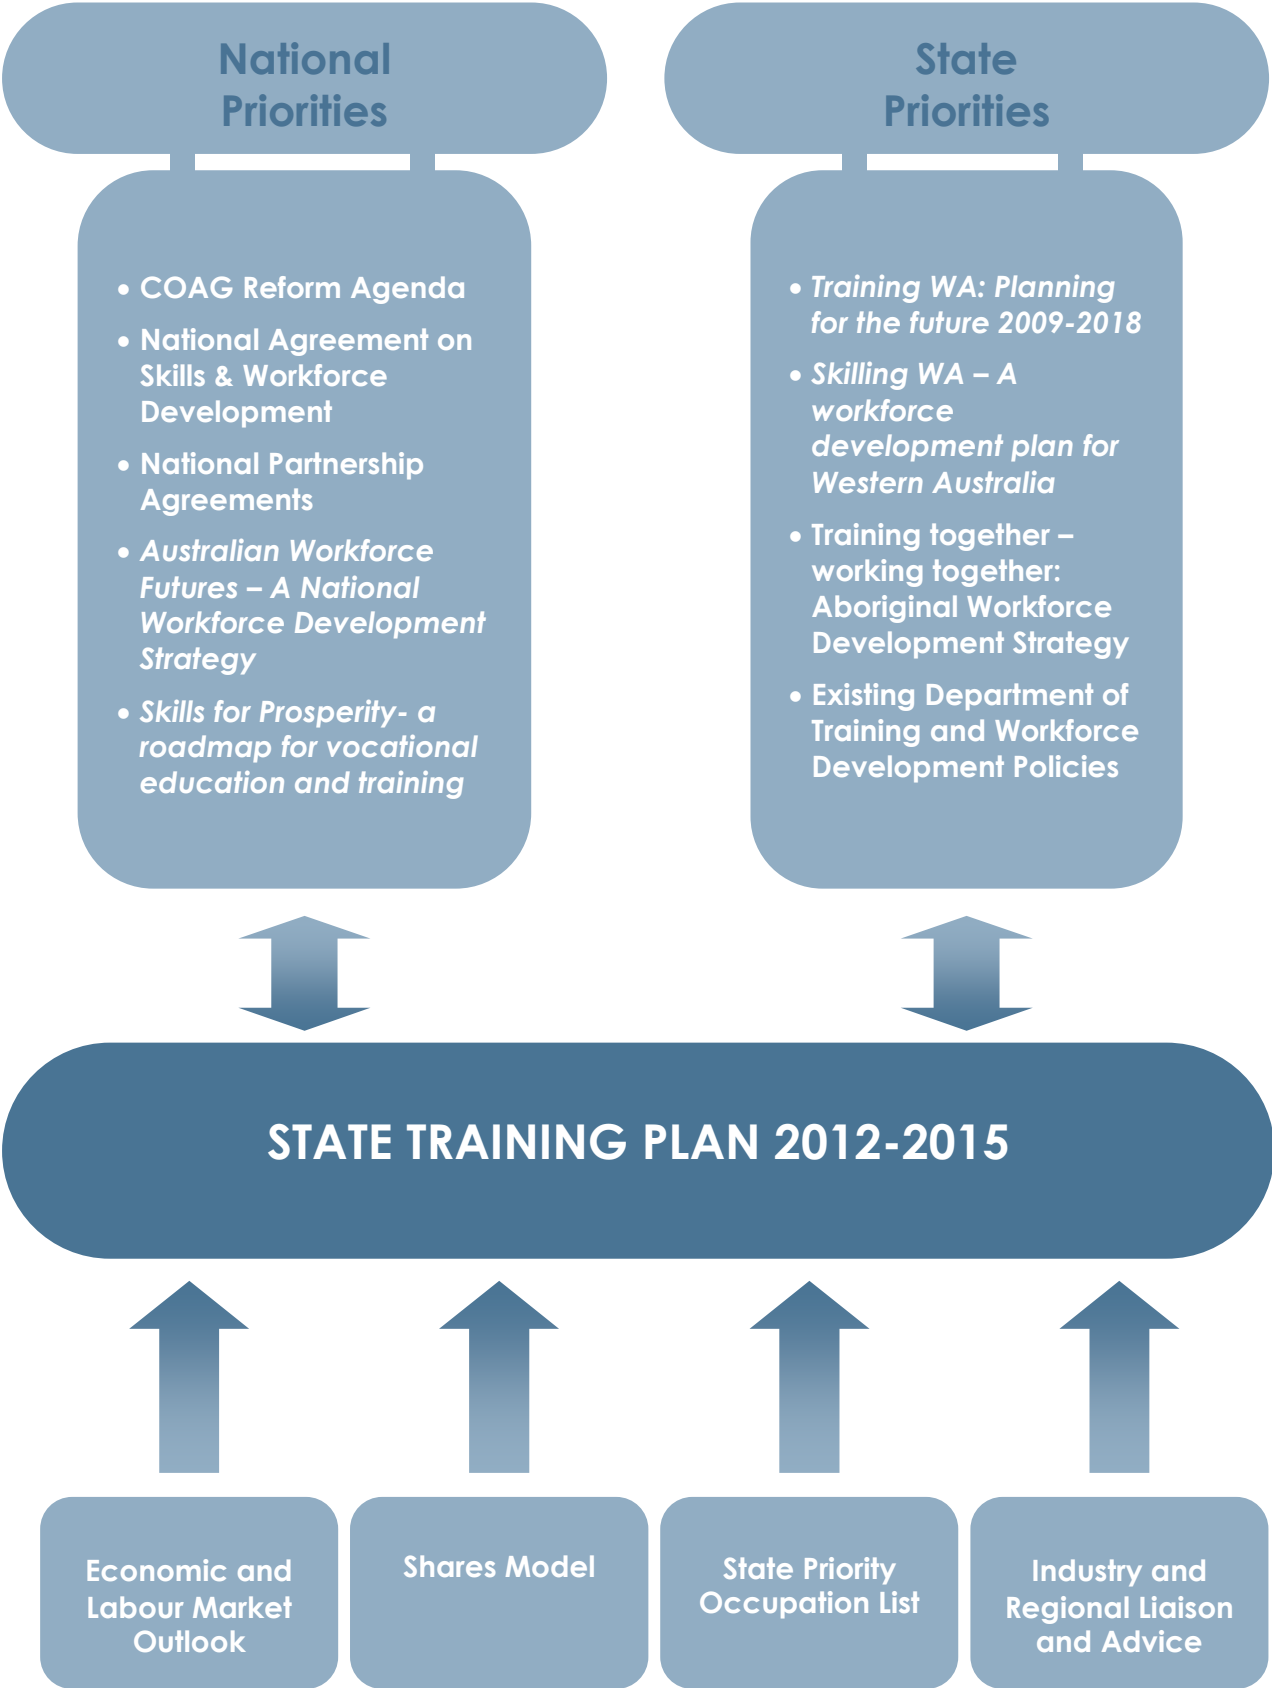 National
Priorities
• COAG Reform Agenda
• National Agreement on
Skills & Workforce
Development
• National Partnership
Agreements
• Australian Workforce
Futures – A National
Workforce Development
Strategy
• Skills for Prosperity- a
roadmap for vocational
education and training
State
Priorities
• Training WA: Planning
for the future 2009-2018
• Skilling WA – A
workforce
development plan for
Western Australia
• Training together –
working together:
Aboriginal Workforce
Development Strategy
• Existing Department of
Training and Workforce
Development Policies
STATE TRAINING PLAN 2012-2015
Economic and
Labour Market
Outlook
Shares Model
State Priority
Occupation List
Industry and
Regional Liaison
and Advice